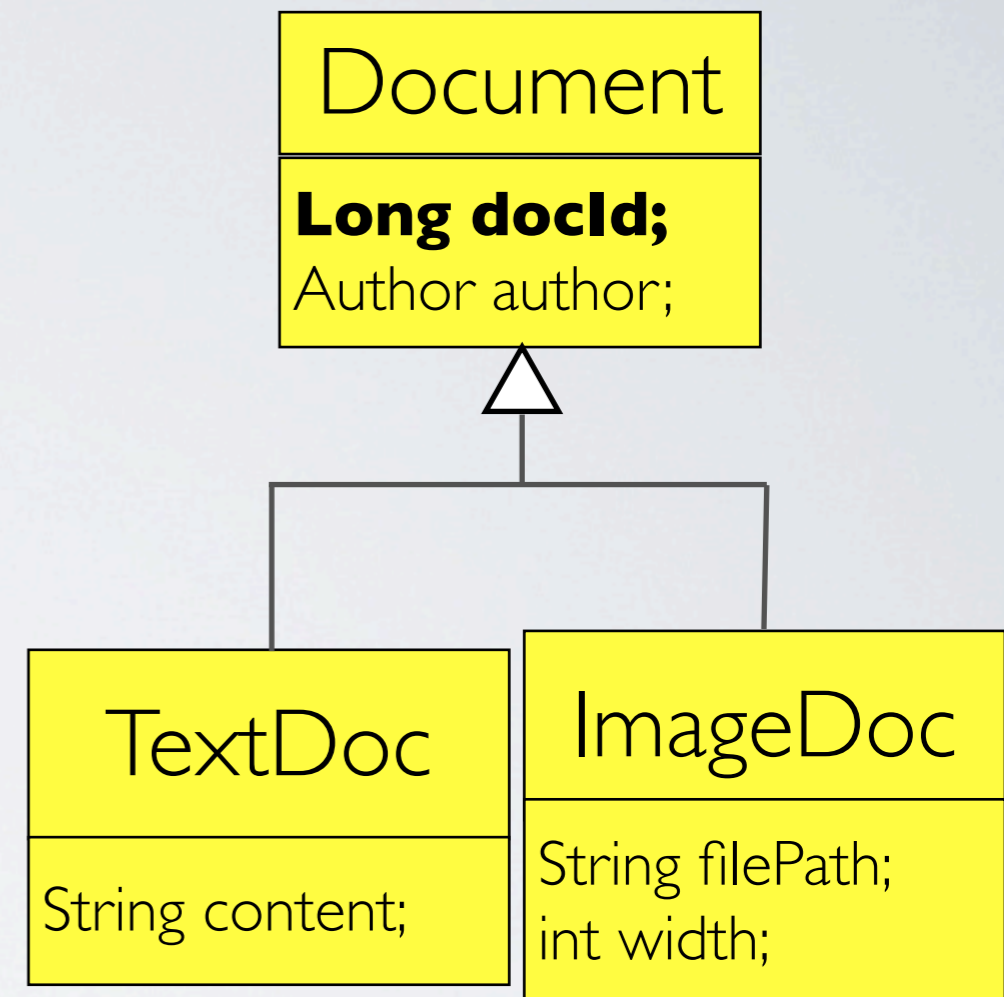 Document
Long docId;
Author author;
TextDoc
String content;
ImageDoc
String filePath;
int width;